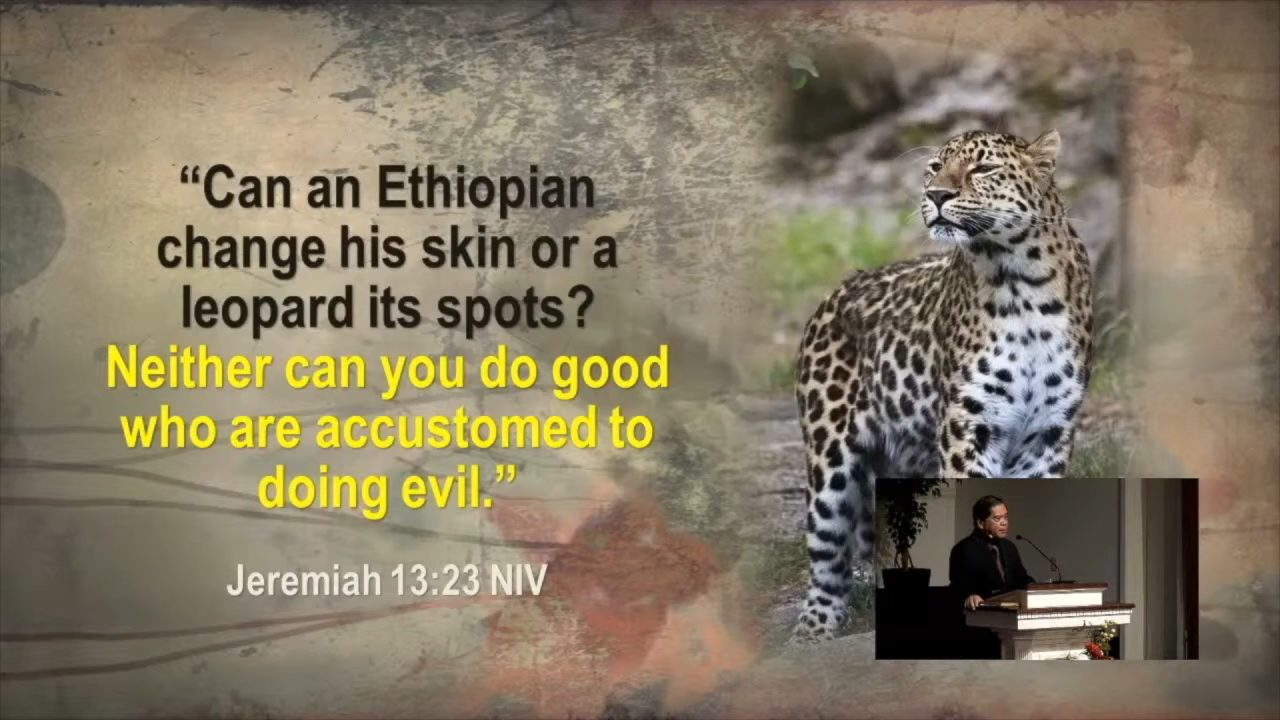 “Can an Ethiopian
change his skin or a
leopard its spots?
Neither can you do good
who are accustomed to
doing evil.”
Jeremiah 13:23 NIV